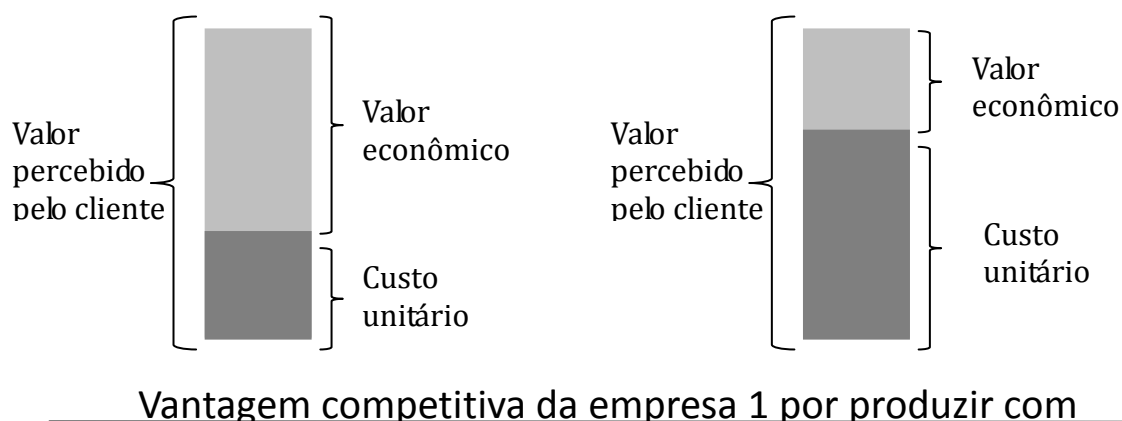 Valor
percebido
pelo cliente
Valor
econômico
Custo
unitário
Valor
percebido
pelo cliente
Valor
econômico
Custo
unitário
Vantagem competitiva da empresa 1 por produzir com